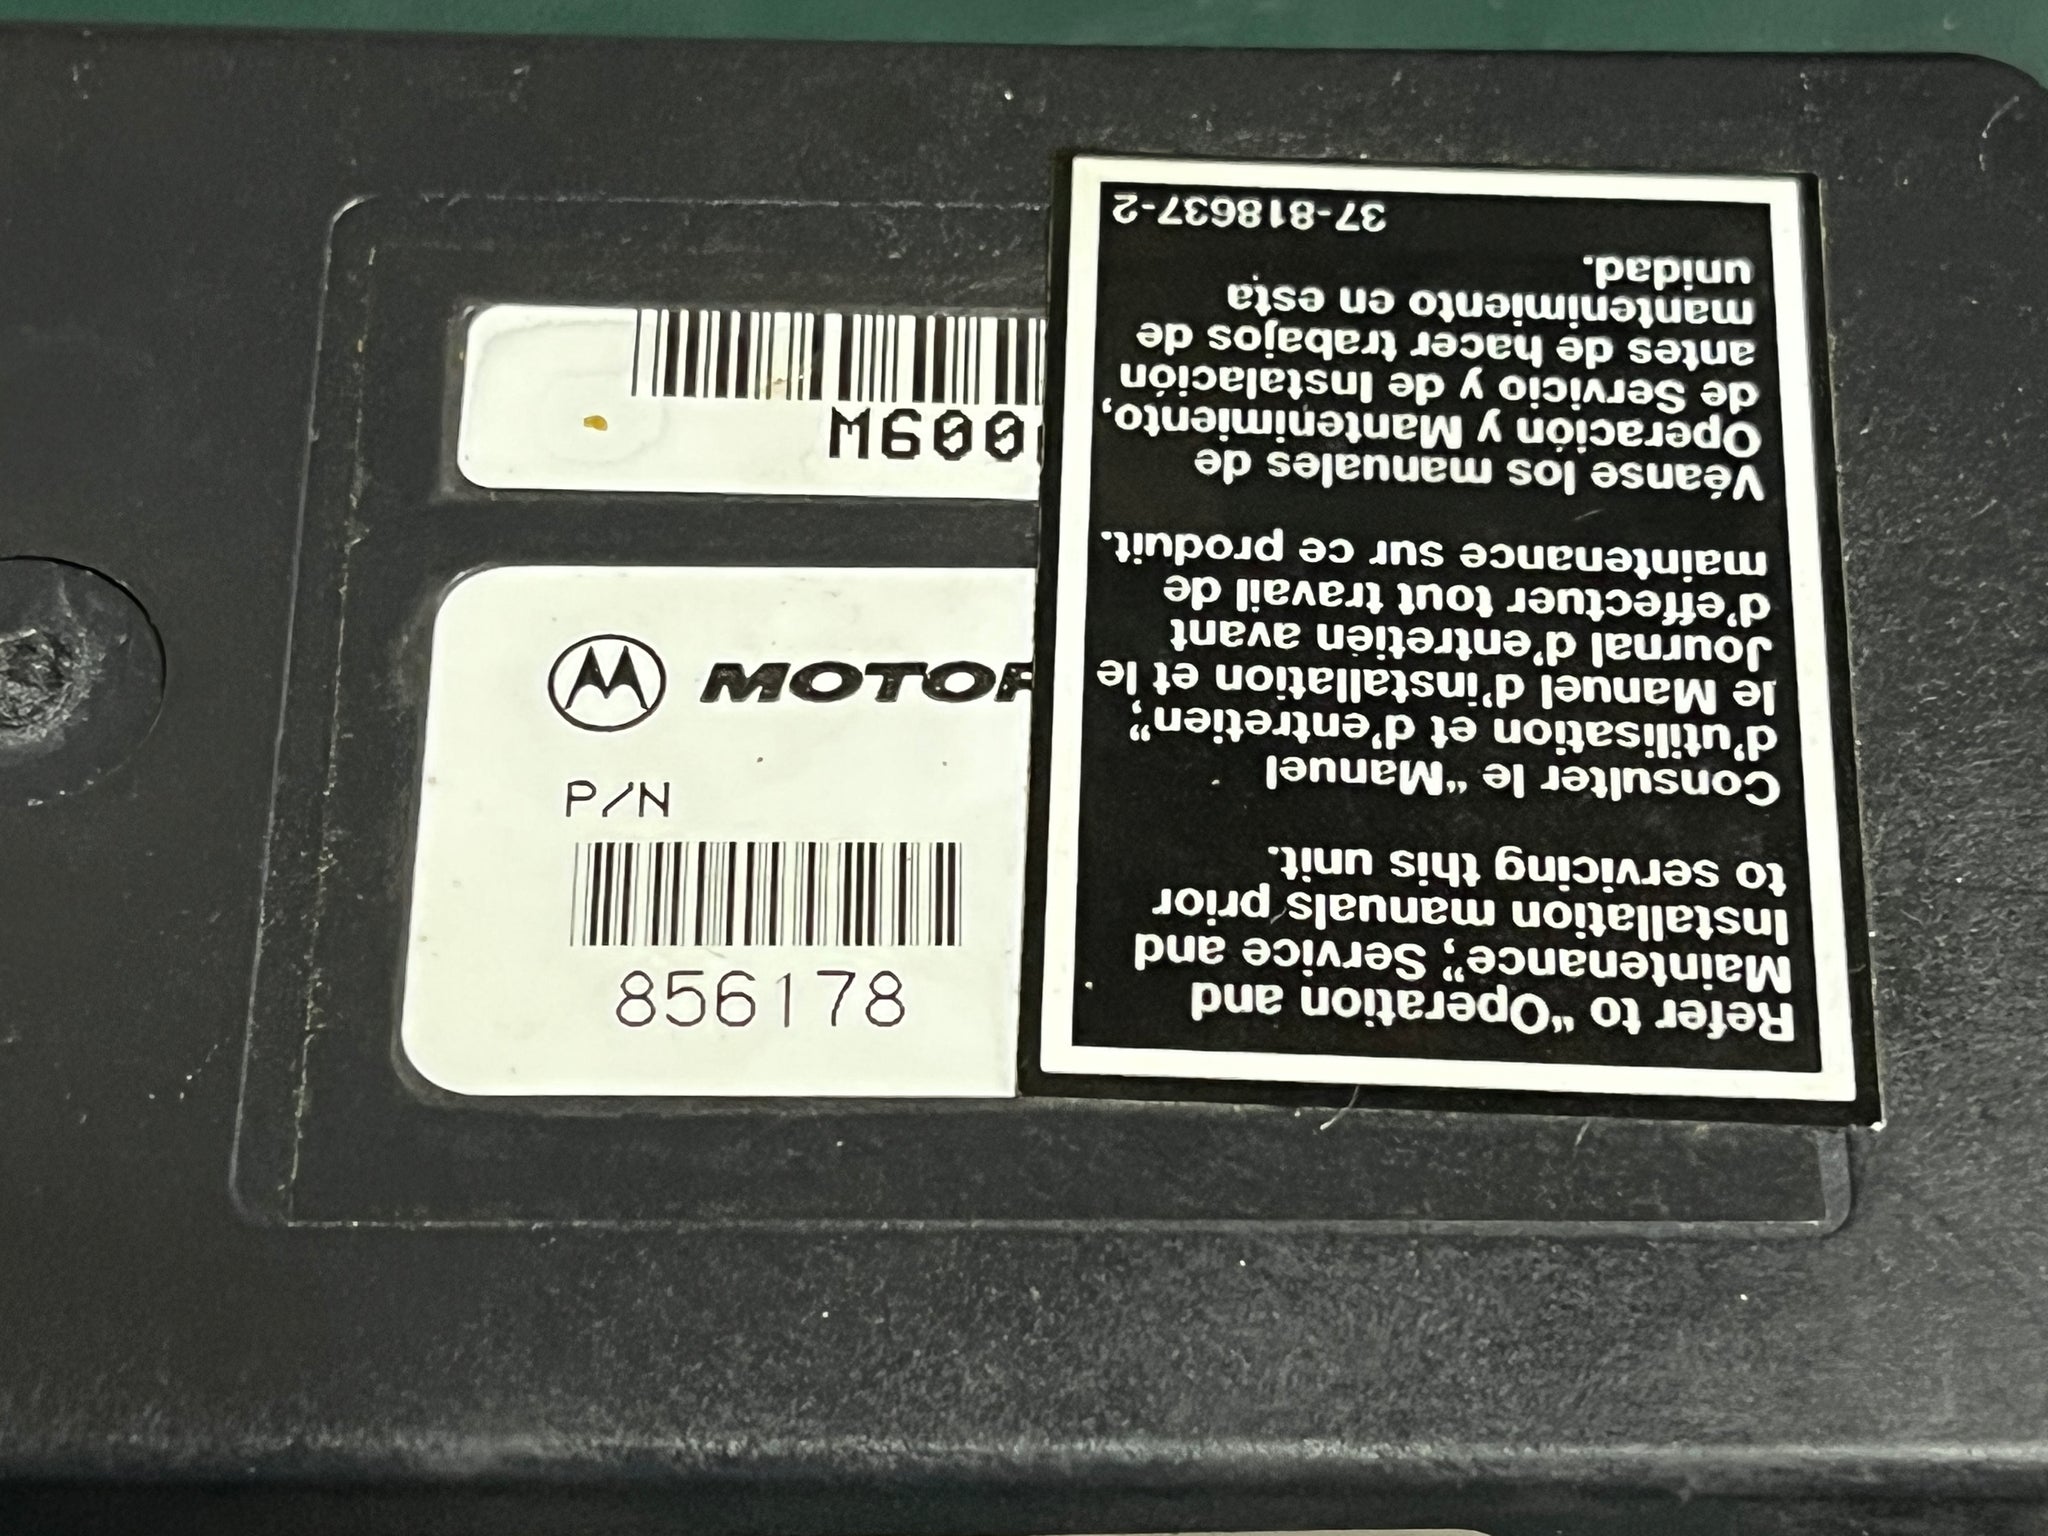 M600
MOTOR
P/N
856178
Refer to “Operation and
Maintenance”, Service and
Installation manuals prior
to servicing this unit.
Consulter le “Manuel
d’utilisation et d’entretien”,
le Manuel d’installation et le
Journal d’entretien avant
d’effectuer tout travail de
maintenance sur ce produit.
Véanse los manuales de
Operación y Mantenimiento,
de Servicio y de Instalación
antes de hacer trabajos de
mantenimiento en esta
unidad.
37-818637-2